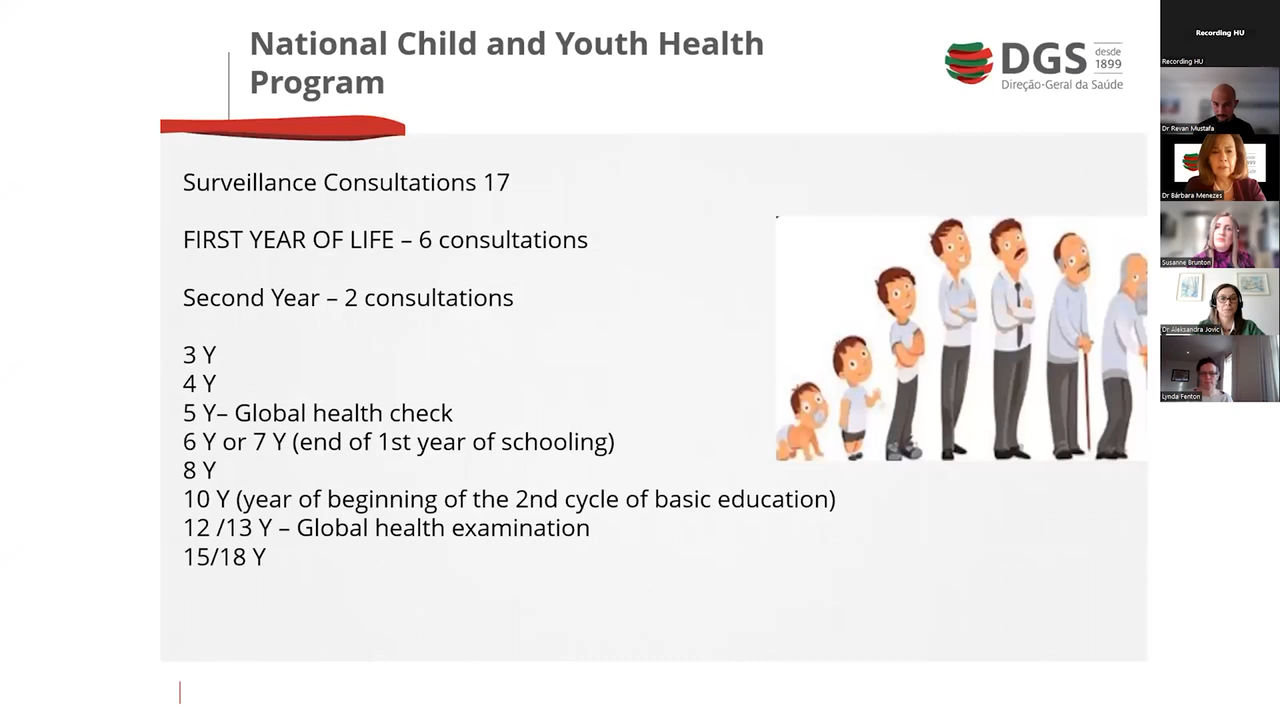 National Child and Youth Health
Program
DGS desde
1899
Direção-Geral da Saúde
Surveillance Consultations 17
FIRST YEAR OF LIFE – 6 consultations
Second Year – 2 consultations
3 Y
4 Y
5 Y– Global health check
6 Y or 7 Y (end of 1st year of schooling)
8 Y
10 Y (year of beginning of the 2nd cycle of basic education)
12 /13 Y – Global health examination
15/18 Y
Recording HU
Recording HU
Dr Revan Mustafa
Dr Bárbara Menezes
Susanne Brunton
Dr Aleksandra Jovic
Lynda Fenton